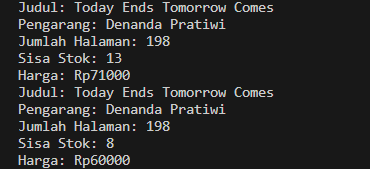 Judul: Today Ends Tomorrow Comes
Pengarang: Denanda Pratiwi
Jumlah Halaman: 198
Sisa Stok: 13
Harga: Rp71000
Judul: Today Ends Tomorrow Comes
Pengarang: Denanda Pratiwi
Jumlah Halaman: 198
Sisa Stok: 8
Harga: Rp60000